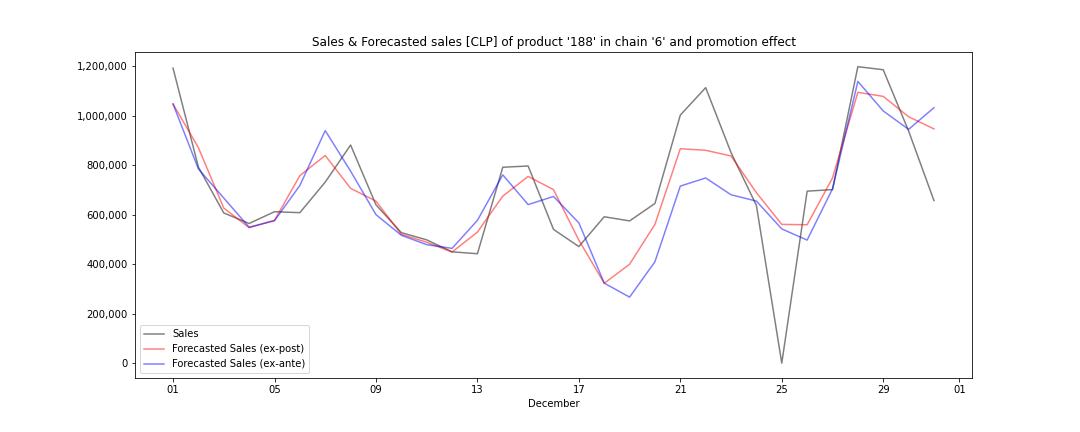 Sales & Forecasted sales [CLP] of product '188' in chain '6' and promotion effect
1,200,000
1,000,000
800,000
600,000
400,000
200,000
0
Sales
Forecasted Sales (ex-post)
Forecasted Sales (ex-ante)
01 05 09 13 17 21 25 29 01
December